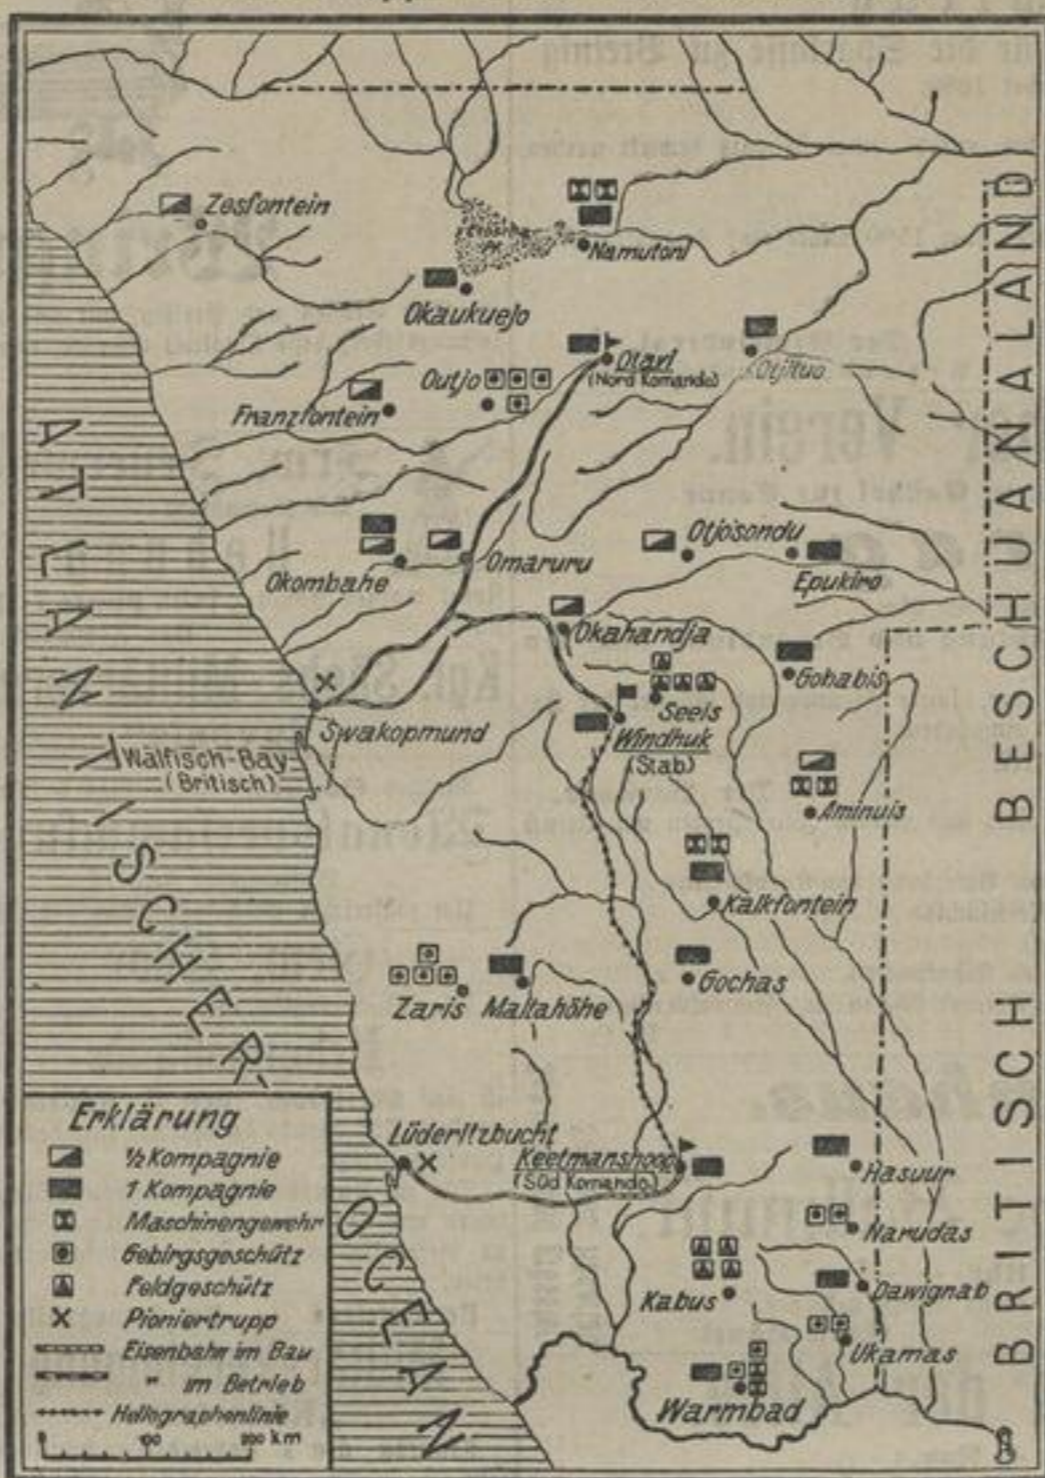 Zesfontein
Etoscha
Pf.
Namutoni
Okaukuejo
Otavi
(Nord Komando)
Otjituo
Outjo
Franzfontein
Otjosondu
Omaruru
Okombahe
Epukiro
Okahandja
Gobabis
Seeis
Swakopmund
Windhuk
(Stab)
Walfisch-Bay
(Britisch)
Aminuis
Kalkfontein
Gochas
Zaris
Maltahöhe
Lüderitzbucht
Keetmanshoop
(Süd Komando)
Hasuur
Narudas
Kabus
Dawignab
Ukamas
Warmbad
ATLANTISCHER
OCEAN
BRITISCH BESCHUANALAND
Erklärung
½ Kompagnie
1 Kompagnie
Maschinengewehr
Gebirgsgeschütz
Feldgeschütz
Pioniertrupp
Eisenbahn im Bau
" im Betrieb
Heliographenlinie
0 100 200 km